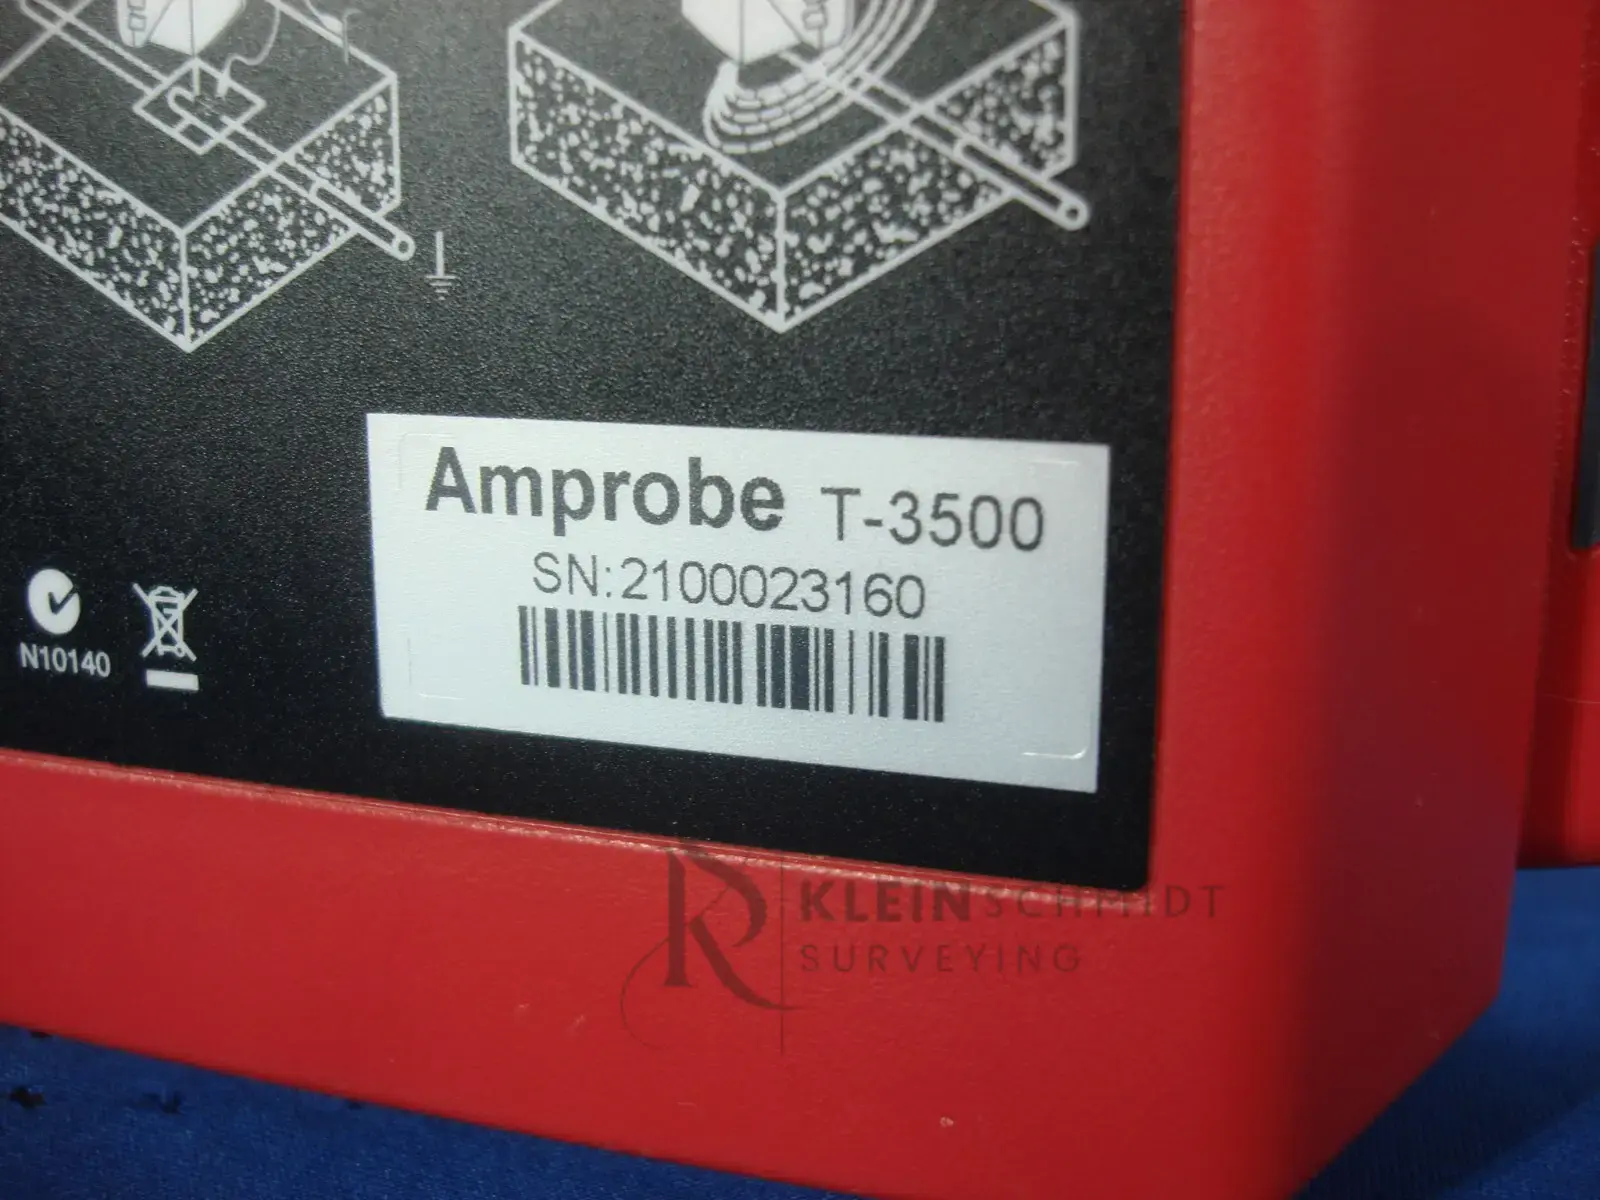 Amprobe T-3500
SN:2100023160
N10140
KLEINSCHMIDT
SURVEYING